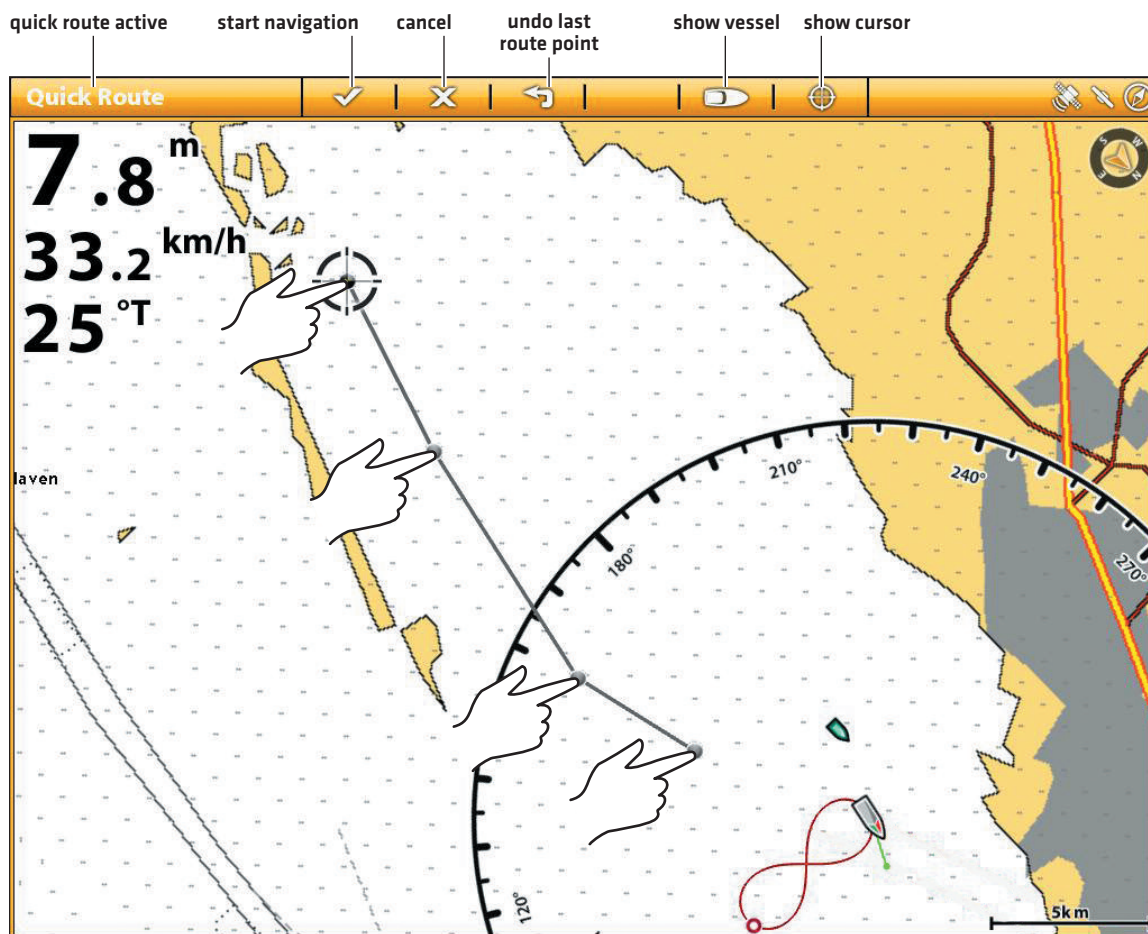 quick route active
start navigation
cancel
undo last
route point
show vessel
show cursor
Quick Route
7.8 m
33.2 km/h
25 °T
S
W
N
E
laven
180°
210°
240°
270°
120°
5km